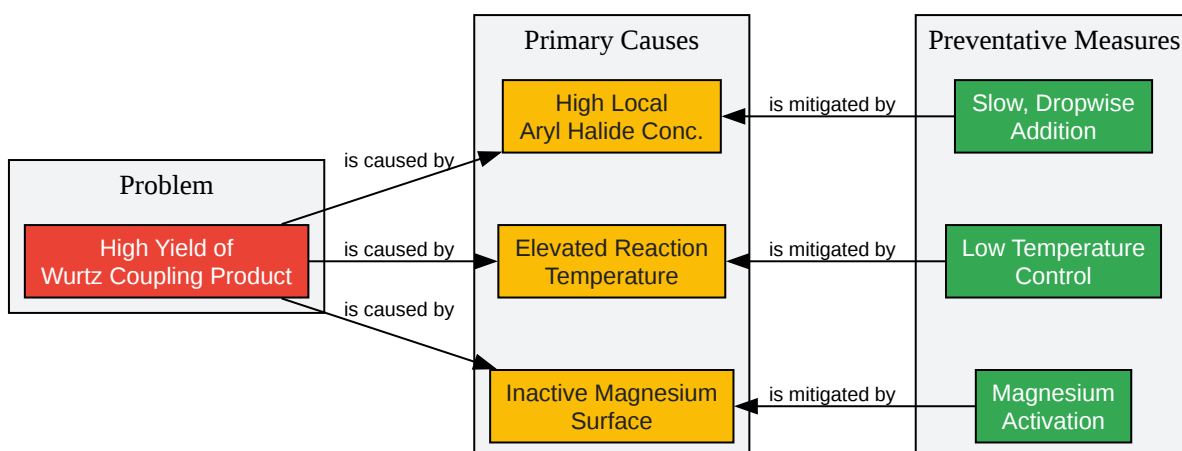 Primary Causes
Preventative Measures
High Local
Aryl Halide Conc.
is mitigated by
Slow, Dropwise
Addition
is caused by
Problem
High Yield of
Wurtz Coupling Product
is caused by
Elevated Reaction
Temperature
is mitigated by
Low Temperature
Control
is caused by
Inactive Magnesium
Surface
is mitigated by
Magnesium
Activation